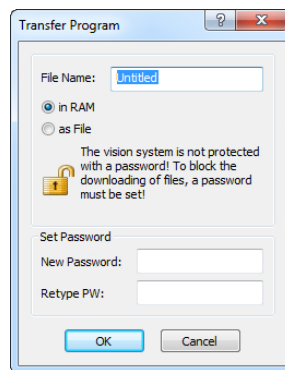 Transfer Program
File Name: Untitled
in RAM
as File
The vision system is not protected
with a password! To block the
downloading of files, a password
must be set!
Set Password
New Password:
Retype PW:
OK Cancel